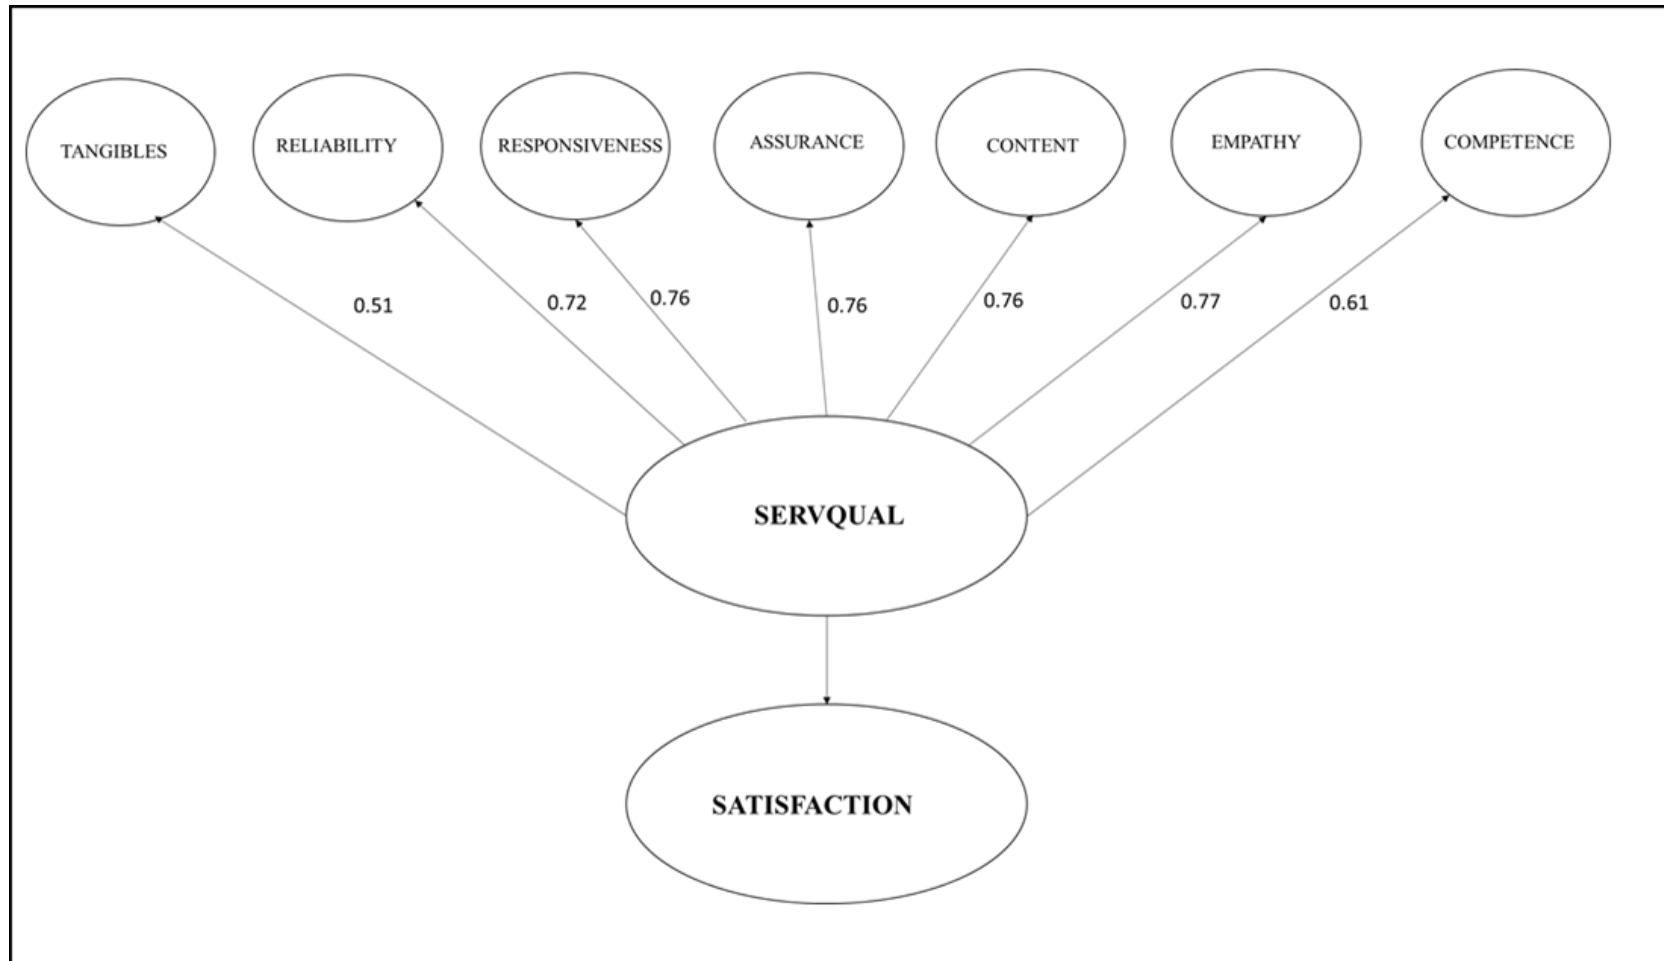 TANGIBLES
RELIABILITY
RESPONSIVENESS
ASSURANCE
CONTENT
EMPATHY
COMPETENCE
0.51
0.72
0.76
0.76
0.76
0.77
0.61
SERVQUAL
SATISFACTION